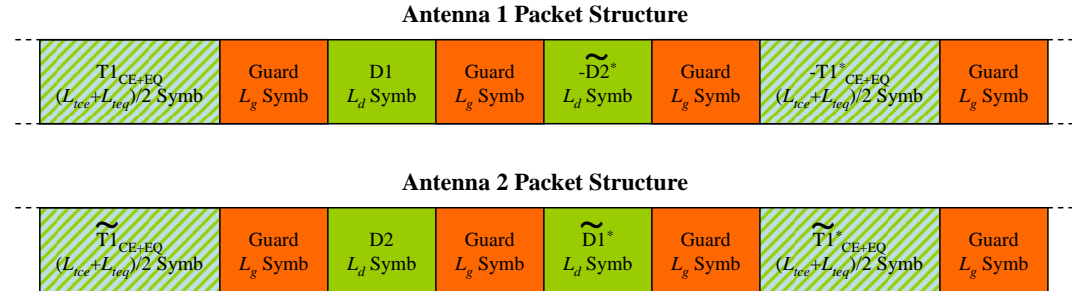 Antenna 1 Packet Structure
T1CE+EQ Guard D1 Guard -D̃2* Guard -T1*CE+EQ Guard
(Ltce+Lteq)/2 Symb Lg Symb Ld Symb Lg Symb Ld Symb Lg Symb (Ltce+Lteq)/2 Symb Lg Symb
Antenna 2 Packet Structure
T̃1CE+EQ Guard D2 Guard D̃1* Guard T̃1*CE+EQ Guard
(Ltce+Lteq)/2 Symb Lg Symb Ld Symb Lg Symb Ld Symb Lg Symb (Ltce+Lteq)/2 Symb Lg Symb